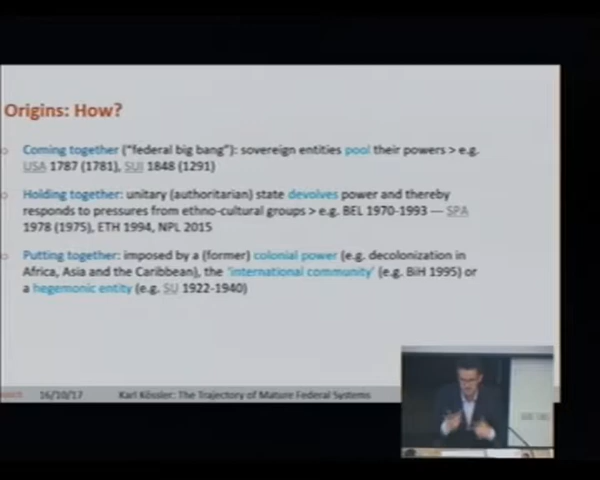 Origins: How?
Coming together ("federal big bang"): sovereign entities pool their powers > e.g.
USA 1787 (1781), SUI 1848 (1291)
Holding together: unitary (authoritarian) state devolves power and thereby
responds to pressures from ethno-cultural groups > e.g. BEL 1970-1993 — SPA
1978 (1975), ETH 1994, NPL 2015
Putting together: imposed by a (former) colonial power (e.g. decolonization in
Africa, Asia and the Caribbean), the 'international community' (e.g. BiH 1995) or
a hegemonic entity (e.g. SU 1922-1940)
16/10/17 Karl Kössler: The Trajectory of Mature Federal Systems